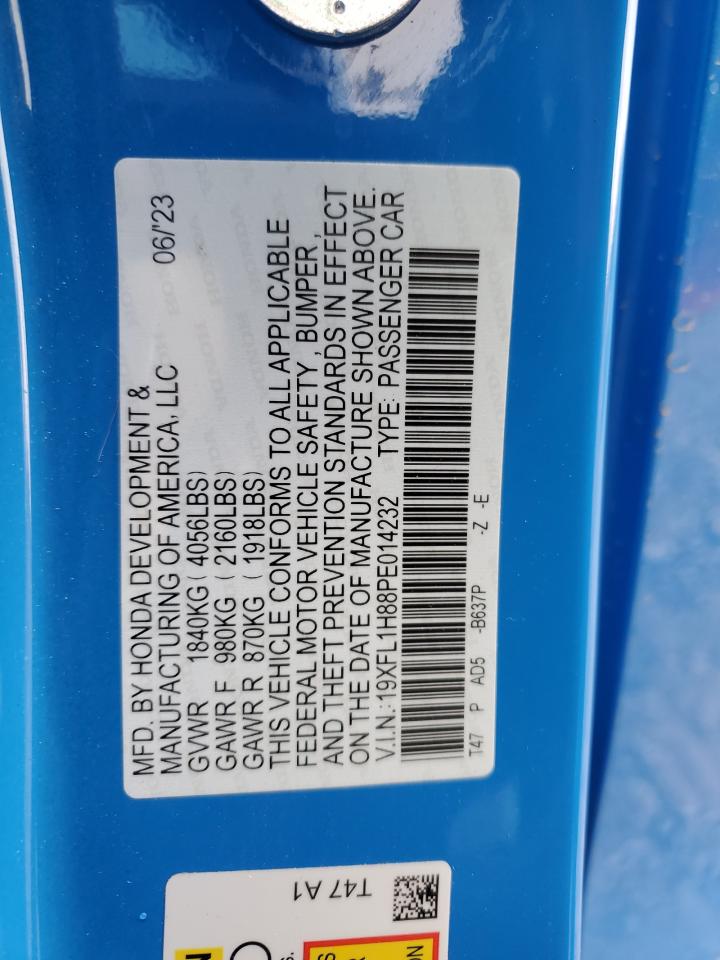 MFD. BY HONDA DEVELOPMENT &
MANUFACTURING OF AMERICA, LLC 06/'23
GVWR 1840KG ( 4056LBS)
GAWR F 980KG ( 2160LBS)
GAWR R 870KG ( 1918LBS)
THIS VEHICLE CONFORMS TO ALL APPLICABLE
FEDERAL MOTOR VEHICLE SAFETY , BUMPER ,
AND THEFT PREVENTION STANDARDS IN EFFECT
ON THE DATE OF MANUFACTURE SHOWN ABOVE.
V.I.N.:19XFL1H88PE014232 TYPE: PASSENGER CAR
T47 P AD5 -B637P -Z -E
T47 A1